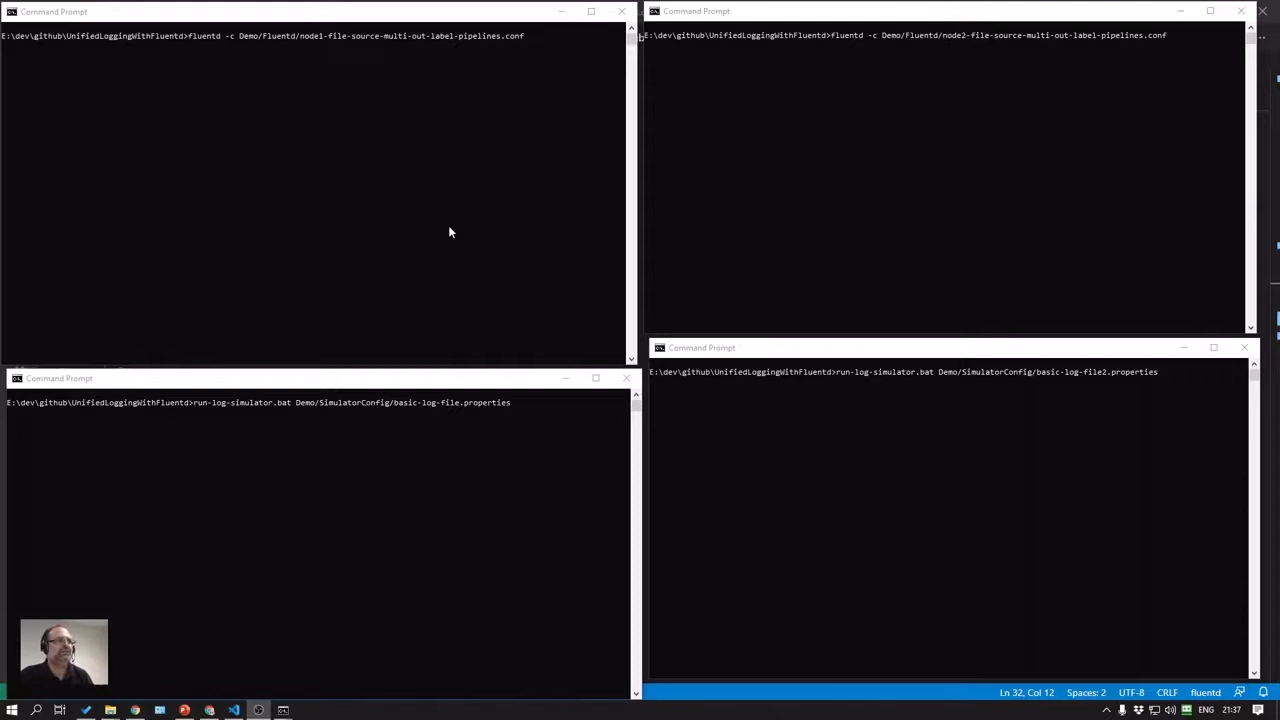 Command Prompt
E:\dev\github\UnifiedLoggingWithFluentd>fluentd -c Demo/Fluentd/node1-file-source-multi-out-label-pipelines.conf
Command Prompt
E:\dev\github\UnifiedLoggingWithFluentd>fluentd -c Demo/Fluentd/node2-file-source-multi-out-label-pipelines.conf
Command Prompt
E:\dev\github\UnifiedLoggingWithFluentd>run-log-simulator.bat Demo/SimulatorConfig/basic-log-file.properties
Command Prompt
E:\dev\github\UnifiedLoggingWithFluentd>run-log-simulator.bat Demo/SimulatorConfig/basic-log-file2.properties
Ln 32, Col 12 Spaces: 2 UTF-8 CRLF fluentd
ENG 21:37